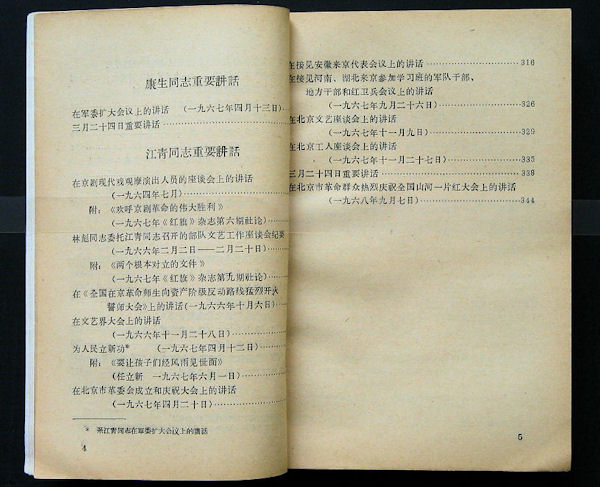 康生同志重要讲话
在军委扩大会议上的讲话 (一九六七年四月十三日)
三月二十四日重要讲话
江青同志重要讲话
在京剧现代戏观摩演出人员的座谈会上的讲话
(一九六四年七月)
附:《欢呼京剧革命的伟大胜利》
(一九六七年《红旗》杂志第六期社论)
林彪同志委托江青同志召开的部队文艺工作座谈会纪要
(一九六六年二月二日——二月二十日)
附:《两个根本对立的文件》
(一九六七年《红旗》杂志第九期社论)
在《全国在京革命师生向资产阶级反动路线猛烈开火
誓师大会》上的讲话(一九六六年十月六日)
在文艺界大会上的讲话
(一九六六年十一月二十八日)
为人民立新功* (一九六七年四月十二日)
附:《要让孩子们经风雨见世面》
(任立新 一九六七年六月一日)
在北京市革委会成立和庆祝大会上的讲话
(一九六七年四月二十日)
* 系江青同志在军委扩大会议上的讲话
4
在接见安徽来京代表会议上的讲话 316
在接见河南、湖北来京参加学习班的军队干部、
地方干部和红卫兵会议上的讲话
(一九六七年九月二十六日) 326
在北京文艺座谈会上的讲话
(一九六七年十一月九日) 329
在北京工人座谈会上的讲话
(一九六七年十一月二十七日) 335
三月二十四日重要讲话 338
在北京市革命群众热烈庆祝全国山河一片红大会上的讲话
(一九六八年九月七日) 344
5